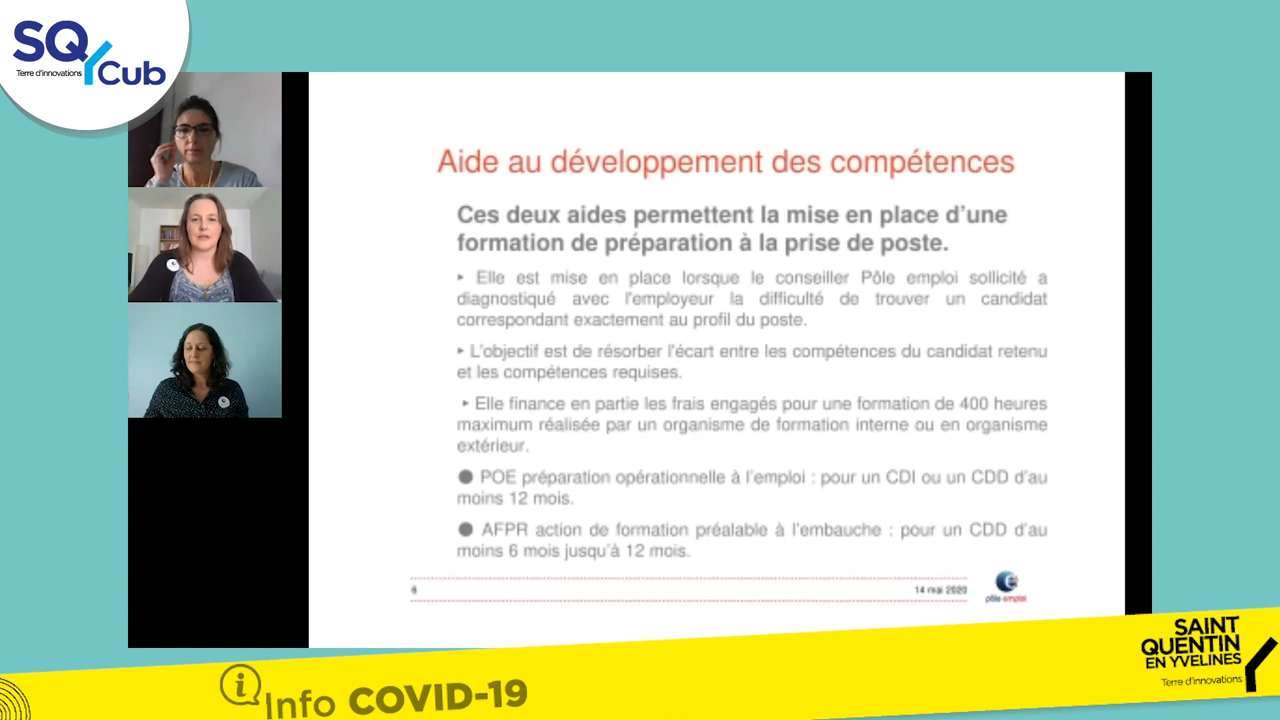 SQY Cub
Terre d'innovations
Aide au développement des compétences
Ces deux aides permettent la mise en place d'une
formation de préparation à la prise de poste.
‣ Elle est mise en place lorsque le conseiller Pôle emploi sollicité a
diagnostiqué avec l'employeur la difficulté de trouver un candidat
correspondant exactement au profil du poste.
‣ L'objectif est de résorber l'écart entre les compétences du candidat retenu
et les compétences requises.
‣ Elle finance en partie les frais engagés pour une formation de 400 heures
maximum réalisée par un organisme de formation interne ou en organisme
extérieur.
● POE préparation opérationnelle à l'emploi : pour un CDI ou un CDD d'au
moins 12 mois.
● AFPR action de formation préalable à l'embauche : pour un CDD d'au
moins 6 mois jusqu'à 12 mois.
6
14 mai 2020
pôle emploi
i Info COVID-19
SAINT
QUENTIN
EN YVELINES
Terre d'innovations